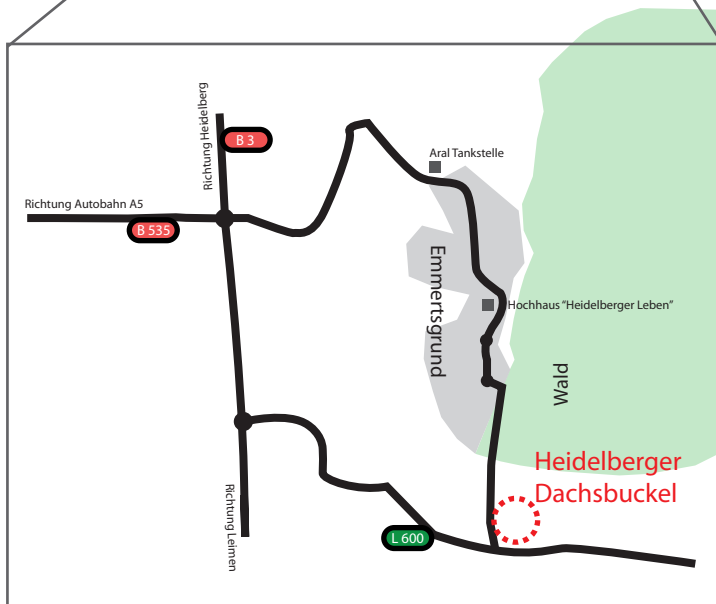 Richtung Heidelberg
B 3
Aral Tankstelle
Richtung Autobahn A5
B 535
Emmertsgrund
Hochhaus “Heidelberger Leben”
Wald
Heidelberger
Dachsbuckel
Richtung Leimen
L 600